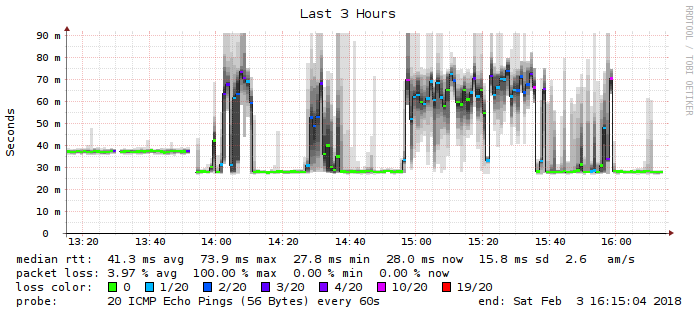 Last 3 Hours
RRDTOOL / TOBI OETIKER
Seconds
90 m
80 m
70 m
60 m
50 m
40 m
30 m
20 m
10 m
0
13:20 13:40 14:00 14:20 14:40 15:00 15:20 15:40 16:00
median rtt: 41.3 ms avg 73.9 ms max 27.8 ms min 28.0 ms now 15.8 ms sd 2.6 am/s
packet loss: 3.97 % avg 100.00 % max 0.00 % min 0.00 % now
loss color: 0 1/20 2/20 3/20 4/20 10/20 19/20
probe: 20 ICMP Echo Pings (56 Bytes) every 60s end: Sat Feb 3 16:15:04 2018